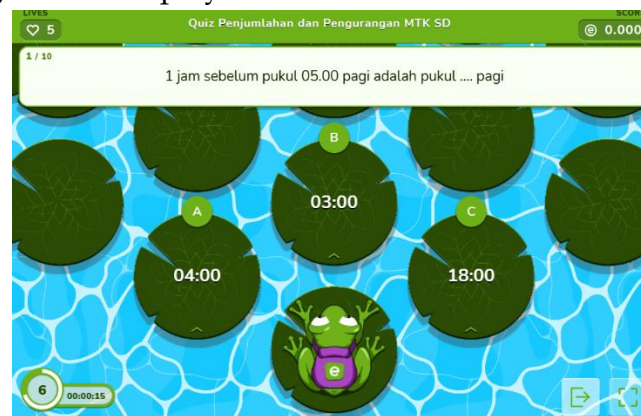 LIVES
5
Quiz Penjumlahan dan Pengurangan MTK SD
SCORE
0.000
1 / 10
1 jam sebelum pukul 05.00 pagi adalah pukul .... pagi
B
03:00
A
04:00
C
18:00
e
6
00:00:15